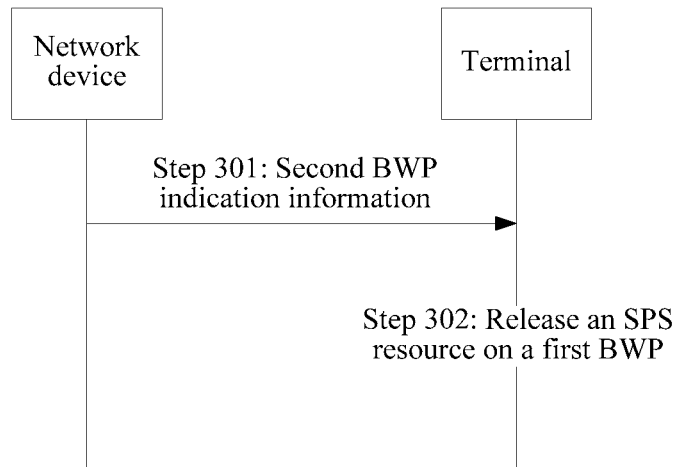 Network
device
Terminal
Step 301: Second BWP
indication information
Step 302: Release an SPS
resource on a first BWP